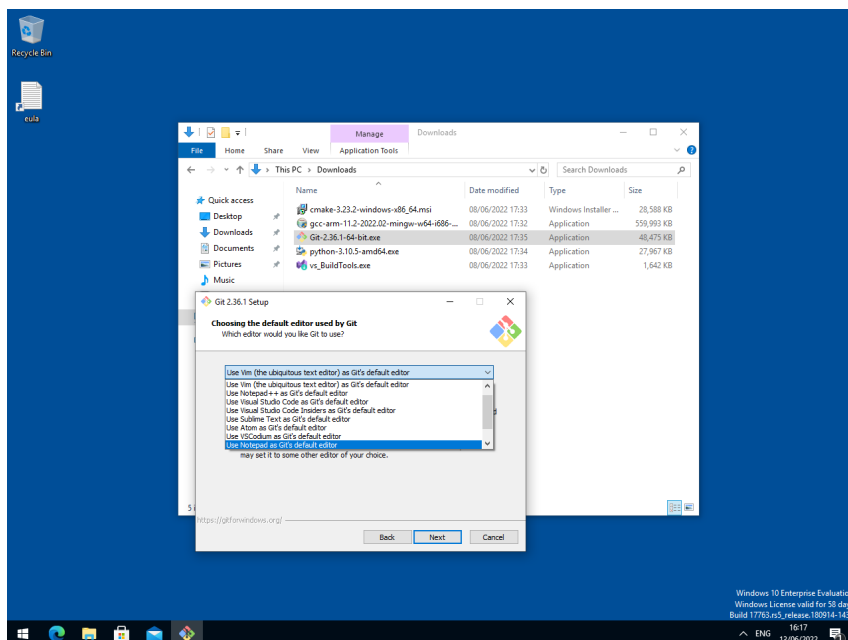 Recycle Bin
eula
Manage
Downloads
File
Home
Share
View
Application Tools
This PC
Downloads
Search Downloads
Name
Date modified
Type
Size
Quick access
Desktop
Downloads
Documents
Pictures
Music
cmake-3.23.2-windows-x86_64.msi 08/06/2022 17:33 Windows Installer ... 28,588 KB
gcc-arm-11.2-2022.02-mingw-w64-i686-... 08/06/2022 17:32 Application 559,993 KB
Git-2.36.1-64-bit.exe 08/06/2022 17:35 Application 48,475 KB
python-3.10.5-amd64.exe 08/06/2022 17:34 Application 27,967 KB
vs_BuildTools.exe 08/06/2022 17:33 Application 1,642 KB
Git 2.36.1 Setup
Choosing the default editor used by Git
Which editor would you like Git to use?
Use Vim (the ubiquitous text editor) as Git's default editor
Use Vim (the ubiquitous text editor) as Git's default editor
Use Notepad++ as Git's default editor
Use Visual Studio Code as Git's default editor
Use Visual Studio Code Insiders as Git's default editor
Use Sublime Text as Git's default editor
Use Atom as Git's default editor
Use VSCodium as Git's default editor
Use Notepad as Git's default editor
may set it to some other editor of your choice.
5
https://gitforwindows.org/
Back
Next
Cancel
Windows 10 Enterprise Evaluatio
Windows License valid for 58 day
Build 17763.rs5_release.180914-143
ENG
16:17
13/06/2022